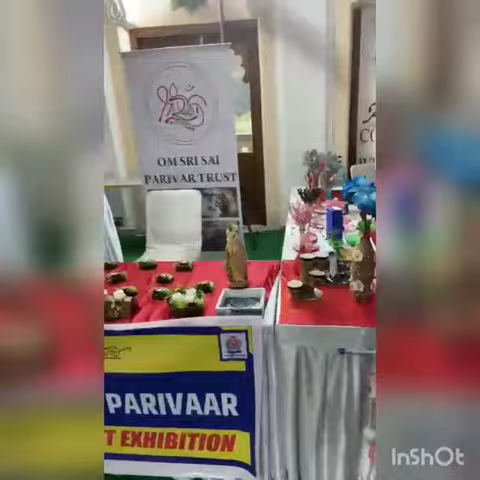 OM SRI SAI
PARIVAR TRUST
PARIVAAR
T EXHIBITION
InShOt